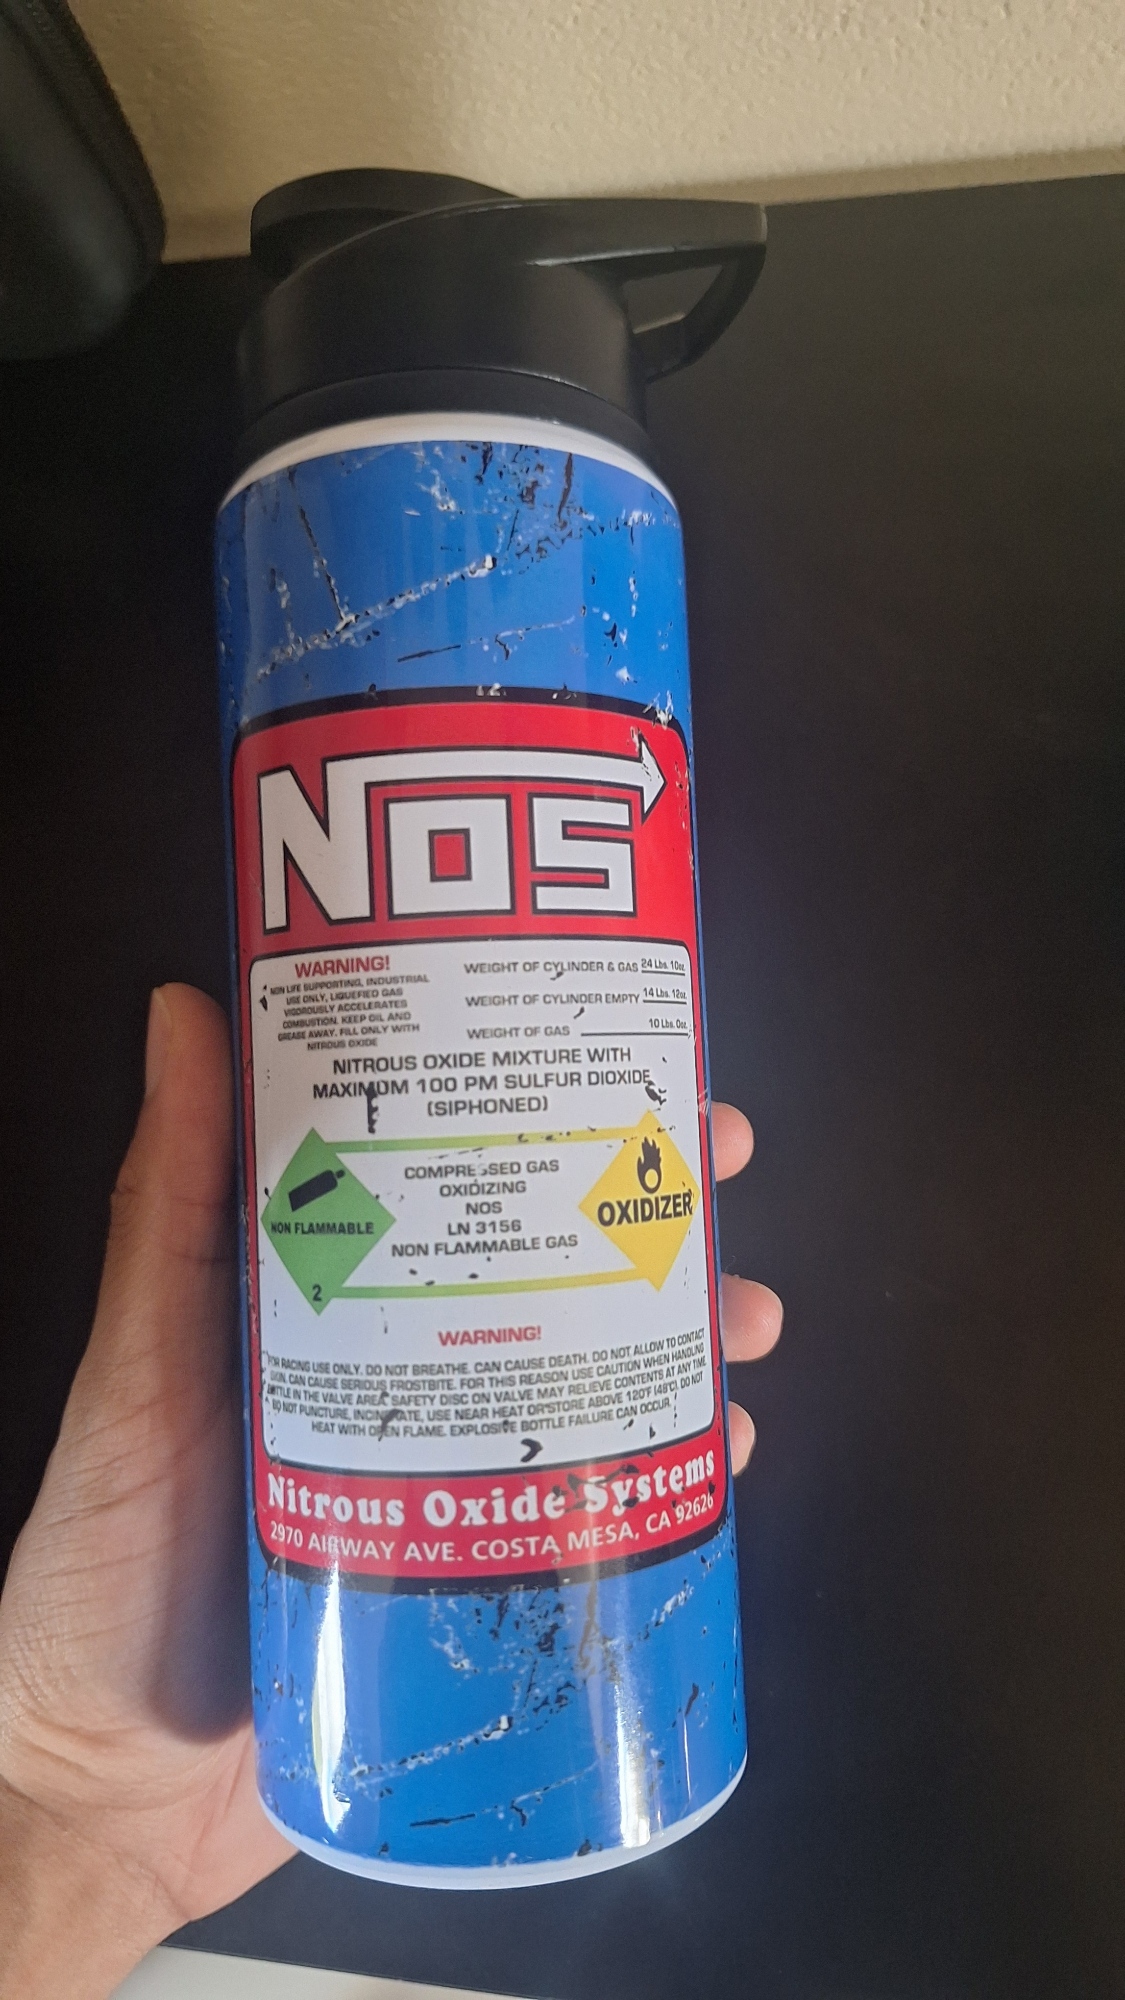 NOS
WARNING!
NON LIFE SUPPORTING, INDUSTRIAL
USE ONLY, LIQUEFIED GAS
VIGOROUSLY ACCELERATES
COMBUSTION. KEEP OIL AND
GREASE AWAY. FILL ONLY WITH
NITROUS OXIDE
WEIGHT OF CYLINDER & GAS 24 Lbs. 10oz.
WEIGHT OF CYLINDER EMPTY 14 Lbs. 12oz.
WEIGHT OF GAS 10 Lbs. 0oz.
NITROUS OXIDE MIXTURE WITH
MAXIMUM 100 PM SULFUR DIOXIDE
(SIPHONED)
NON FLAMMABLE
2
COMPRESSED GAS
OXIDIZING
NOS
LN 3156
NON FLAMMABLE GAS
OXIDIZER
WARNING!
FOR RACING USE ONLY. DO NOT BREATHE. CAN CAUSE DEATH. DO NOT ALLOW TO CONTACT
SKIN. CAN CAUSE SERIOUS FROSTBITE. FOR THIS REASON USE CAUTION WHEN HANDLING
BOTTLE IN THE VALVE AREA. SAFETY DISC ON VALVE MAY RELIEVE CONTENTS AT ANY TIME.
DO NOT PUNCTURE, INCINERATE, USE NEAR HEAT OR STORE ABOVE 120°F (48°C). DO NOT
HEAT WITH OPEN FLAME. EXPLOSIVE BOTTLE FAILURE CAN OCCUR.
Nitrous Oxide Systems
2970 AIRWAY AVE. COSTA MESA, CA 92626